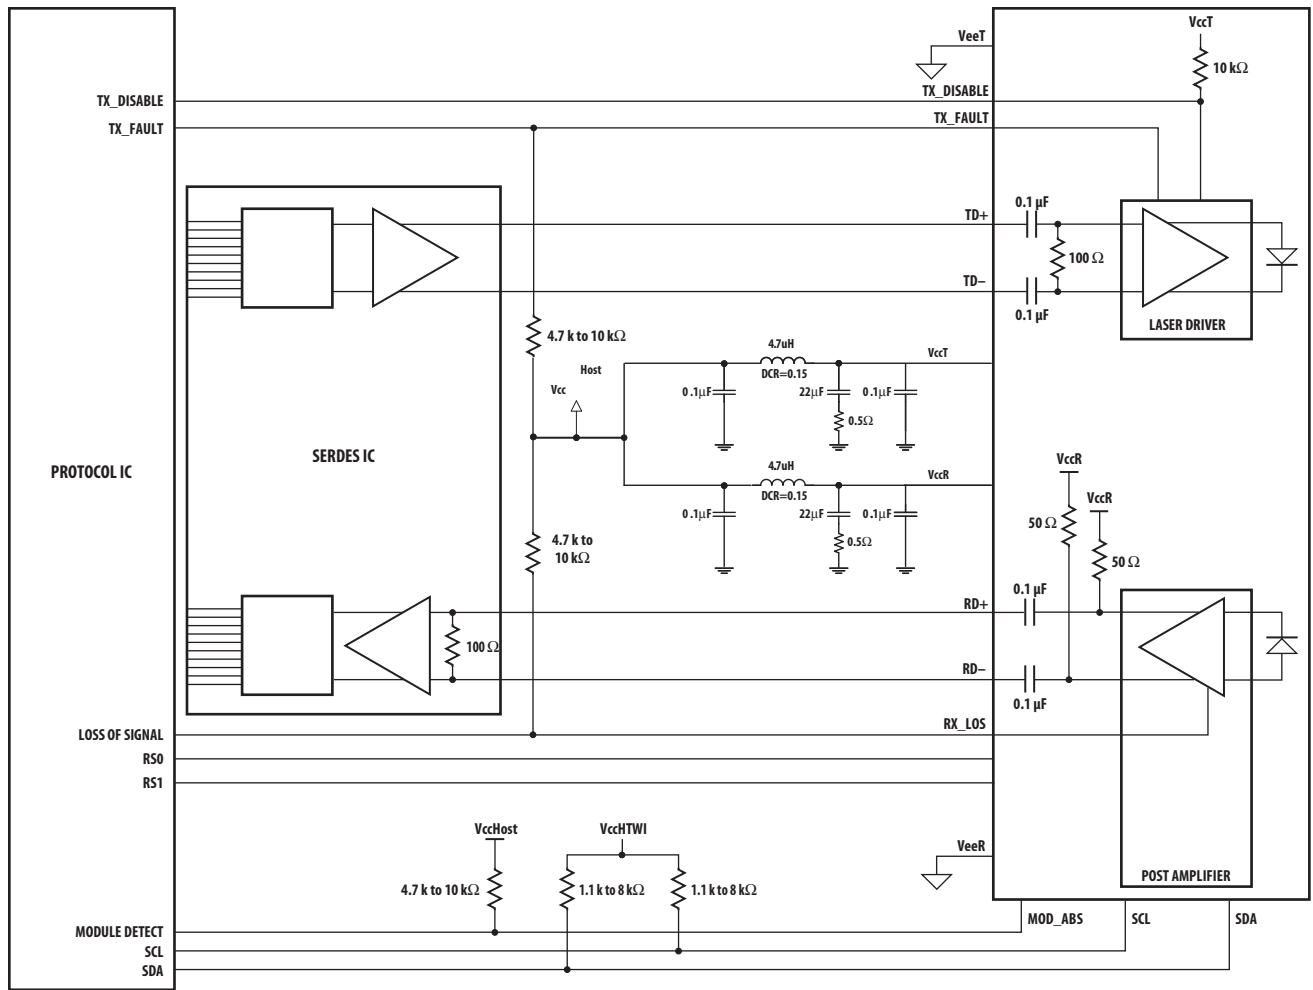 VccT
VeeT
10 kΩ
TX_DISABLE
TX_DISABLE
TX_FAULT
TX_FAULT
0.1 µF
TD+
100 Ω
TD−
0.1 µF
LASER DRIVER
4.7 k to 10 kΩ
4.7uH
Host
VccT
DCR=0.15
Vcc
0.1µF
22µF
0.1µF
0.5Ω
SERDES IC
PROTOCOL IC
VccR
4.7uH
VccR
DCR=0.15
VccR
0.1µF
22µF
0.1µF
50 Ω
4.7 k to
10 kΩ
0.5Ω
50 Ω
0.1 µF
RD+
100 Ω
RD−
0.1 µF
LOSS OF SIGNAL
RX_LOS
RS0
RS1
VccHost
VccHTWI
VeeR
4.7 k to 10 kΩ
1.1 k to 8 kΩ
1.1 k to 8 kΩ
POST AMPLIFIER
MODULE DETECT
MOD_ABS
SCL
SDA
SCL
SDA